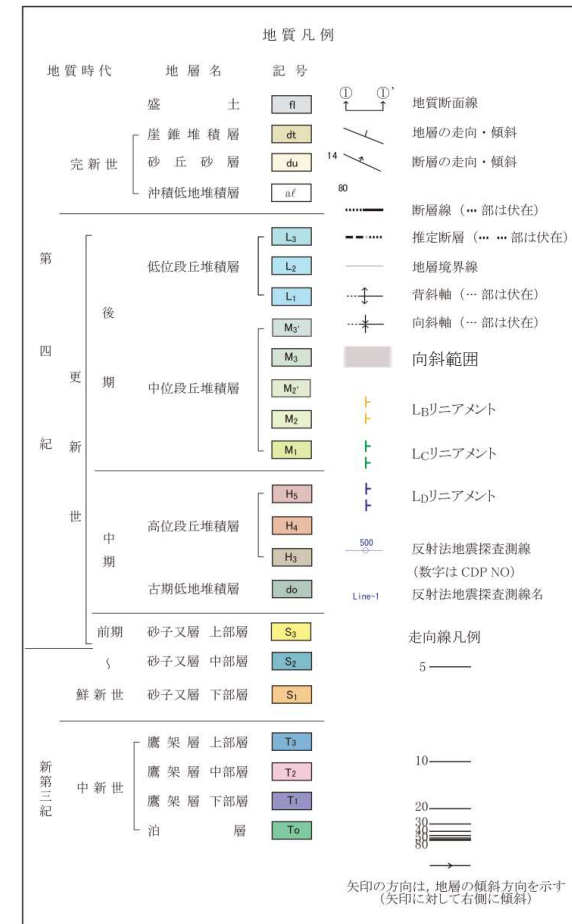 地質凡例
地質時代 地層名 記号
盛土 fl
崖錐堆積層 dt
完新世 砂丘砂層 du
沖積低地堆積層 aℓ
第四紀
更新世
後期
低位段丘堆積層
L3
L2
L1
中位段丘堆積層
M3'
M3
M2'
M2
M1
中期
高位段丘堆積層
H5
H4
H3
古期低地堆積層 do
前期 砂子又層 上部層 S3
～ 砂子又層 中部層 S2
鮮新世 砂子又層 下部層 S1
新第三紀
中新世
鷹架層 上部層 T3
鷹架層 中部層 T2
鷹架層 下部層 T1
泊層 To
① ①' 地質断面線
地層の走向・傾斜
14 断層の走向・傾斜
80
断層線 (… 部は伏在)
推定断層 (… … 部は伏在)
地層境界線
背斜軸 (… 部は伏在)
向斜軸 (… 部は伏在)
向斜範囲
LBリニアメント
LCリニアメント
LDリニアメント
500 反射法地震探査測線
(数字は CDP NO)
Line-1 反射法地震探査測線名
走向線凡例
5
10
20
30
40
50
80
矢印の方向は, 地層の傾斜方向を示す
(矢印に対して右側に傾斜)